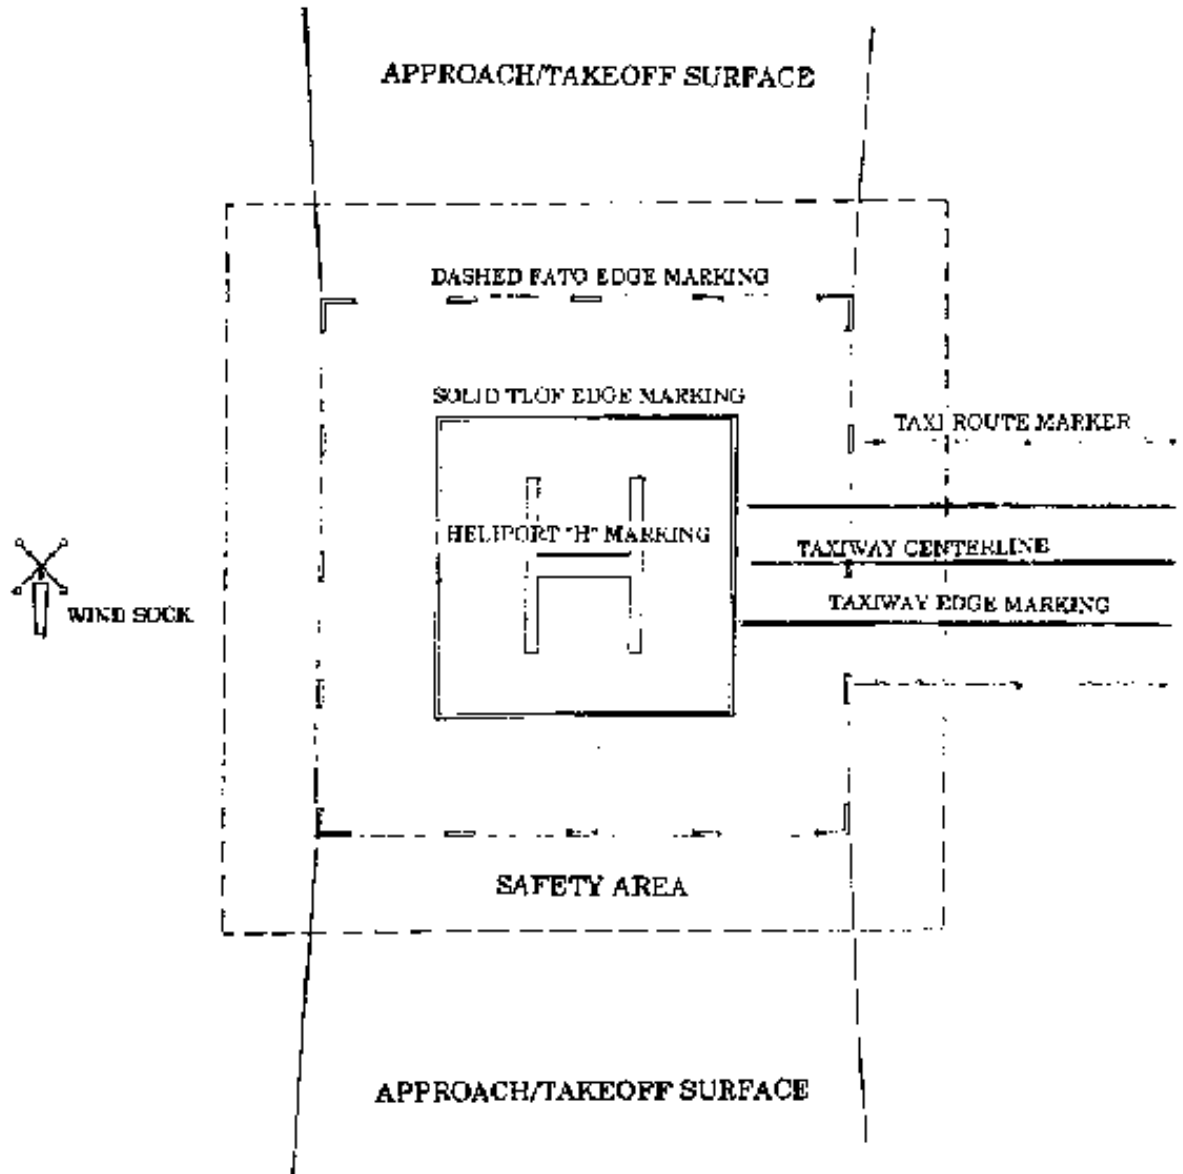 APPROACH/TAKEOFF SURFACE
DASHED FATO EDGE MARKING
SOLID TLOF EDGE MARKING
TAXI ROUTE MARKER
HELIPORT "H" MARKING
TAXIWAY CENTERLINE
TAXIWAY EDGE MARKING
WIND SOCK
SAFETY AREA
APPROACH/TAKEOFF SURFACE